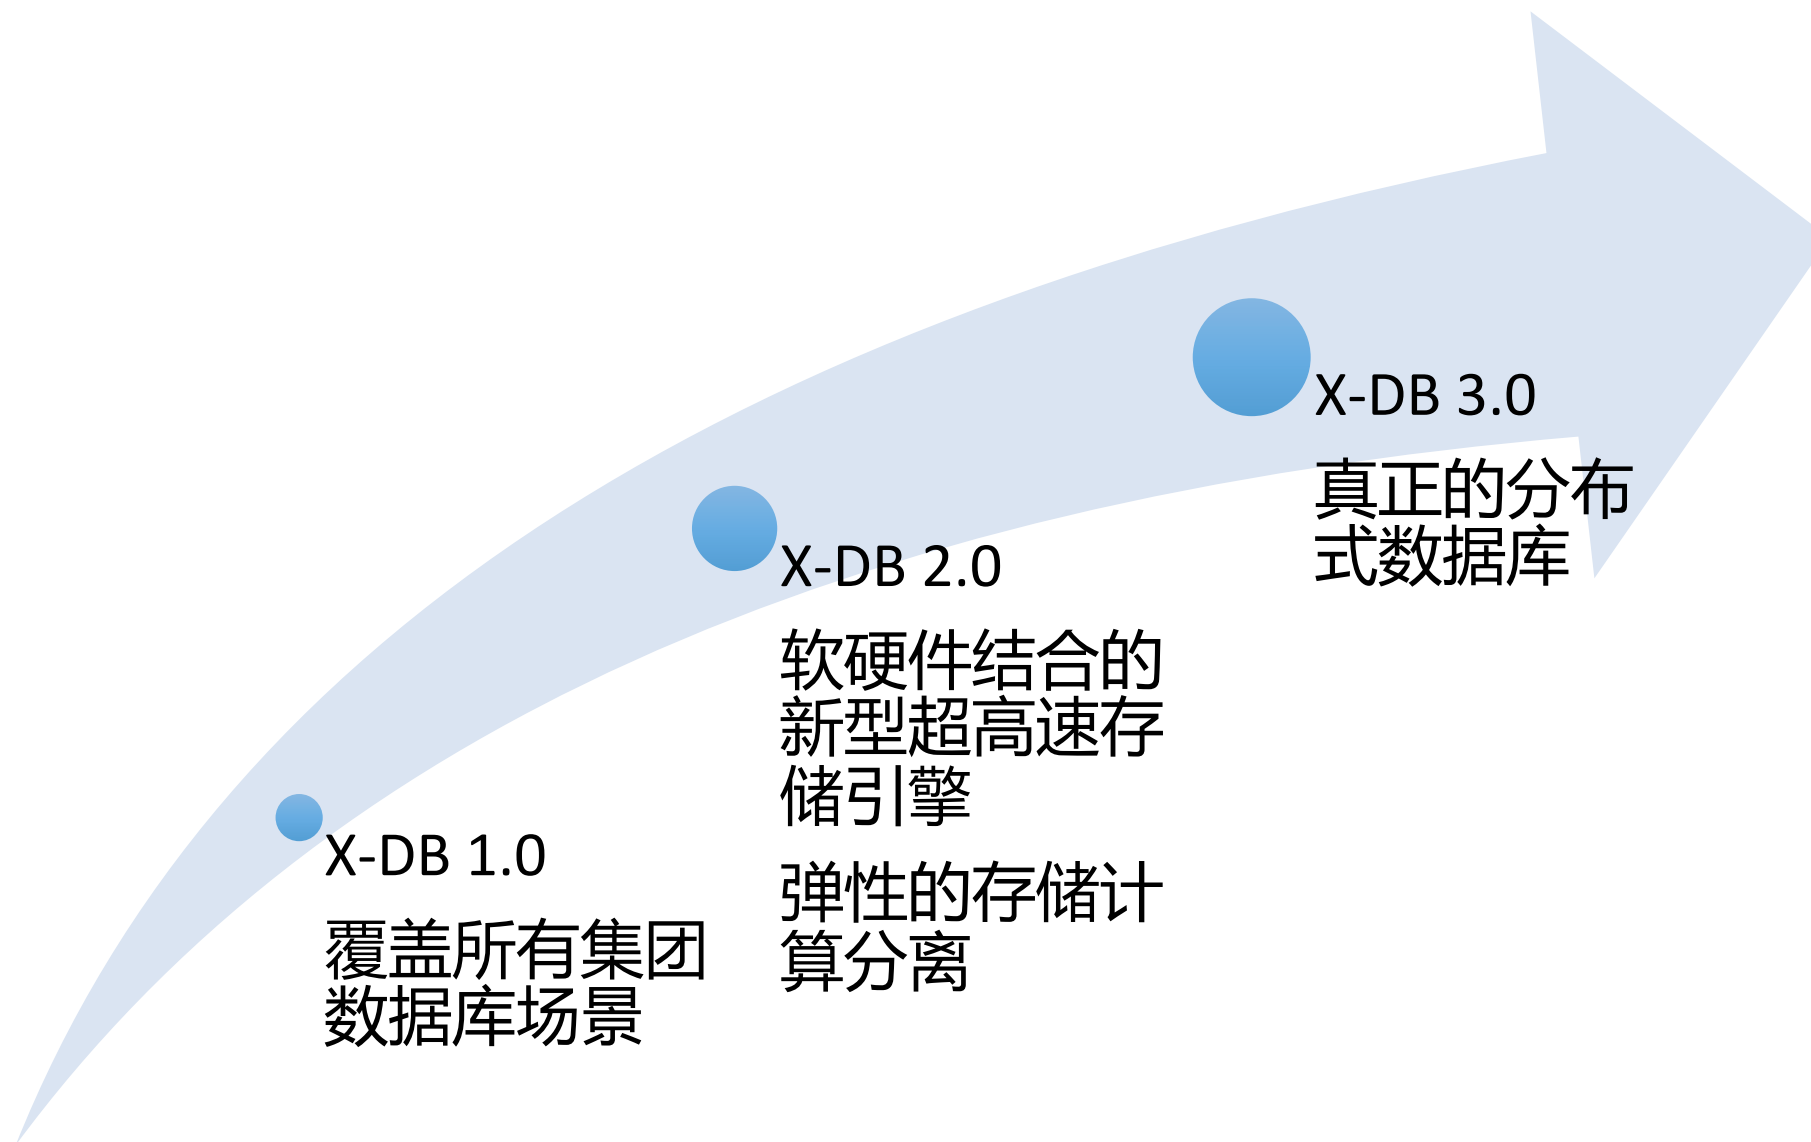 X-DB 1.0
覆盖所有集团
数据库场景
X-DB 2.0
软硬件结合的
新型超高速存
储引擎
弹性的存储计
算分离
X-DB 3.0
真正的分布
式数据库